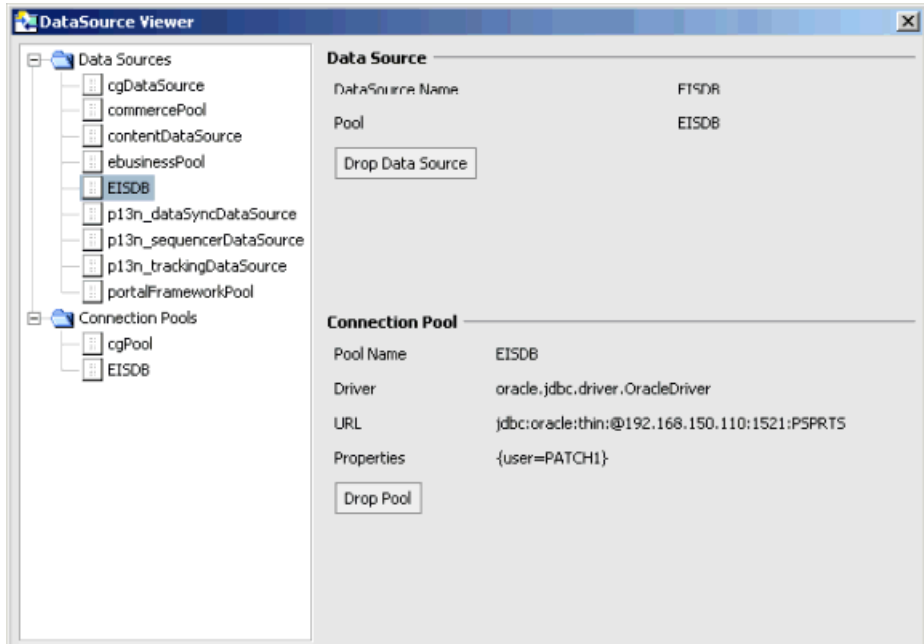 DataSource Viewer
Data Sources
cgDataSource
commercePool
contentDataSource
ebusinessPool
EISDB
p13n_dataSyncDataSource
p13n_sequencerDataSource
p13n_trackingDataSource
portalFrameworkPool
Connection Pools
cgPool
EISDB
Data Source
DataSource Name EISDB
Pool EISDB
Drop Data Source
Connection Pool
Pool Name EISDB
Driver oracle.jdbc.driver.OracleDriver
URL jdbc:oracle:thin:@192.168.150.110:1521:PSPRTS
Properties {user=PATCH1}
Drop Pool